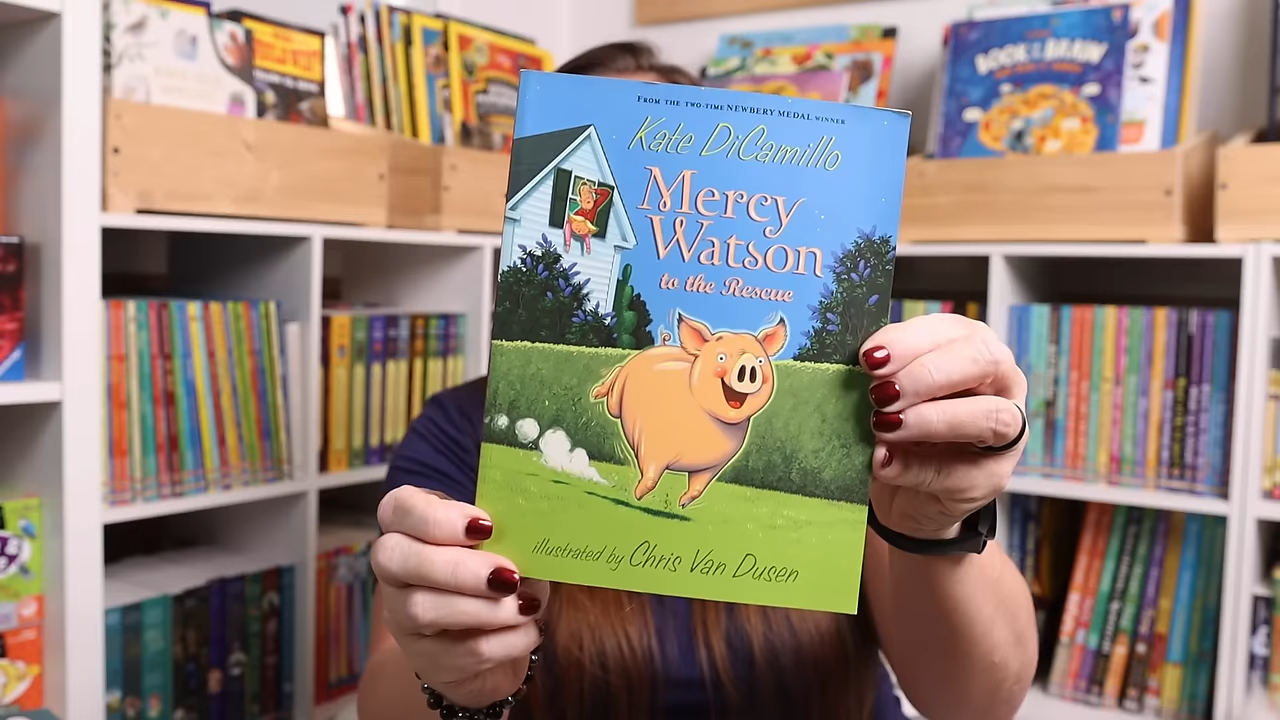 FROM THE TWO-TIME NEWBERY MEDAL WINNER
Kate DiCamillo
Mercy
Watson
to the Rescue
illustrated by Chris Van Dusen
BOOK
BRAIN